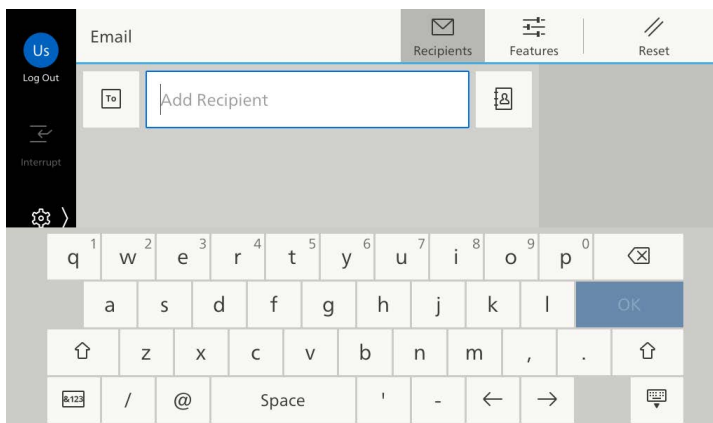 Us
Log Out
Interrupt
Email
Recipients
Features
Reset
To
Add Recipient
q 1 w 2 e 3 r 4 t 5 y 6 u 7 i 8 o 9 p 0
a s d f g h j k l OK
z x c v b n m , .
&123 / @ Space ' -